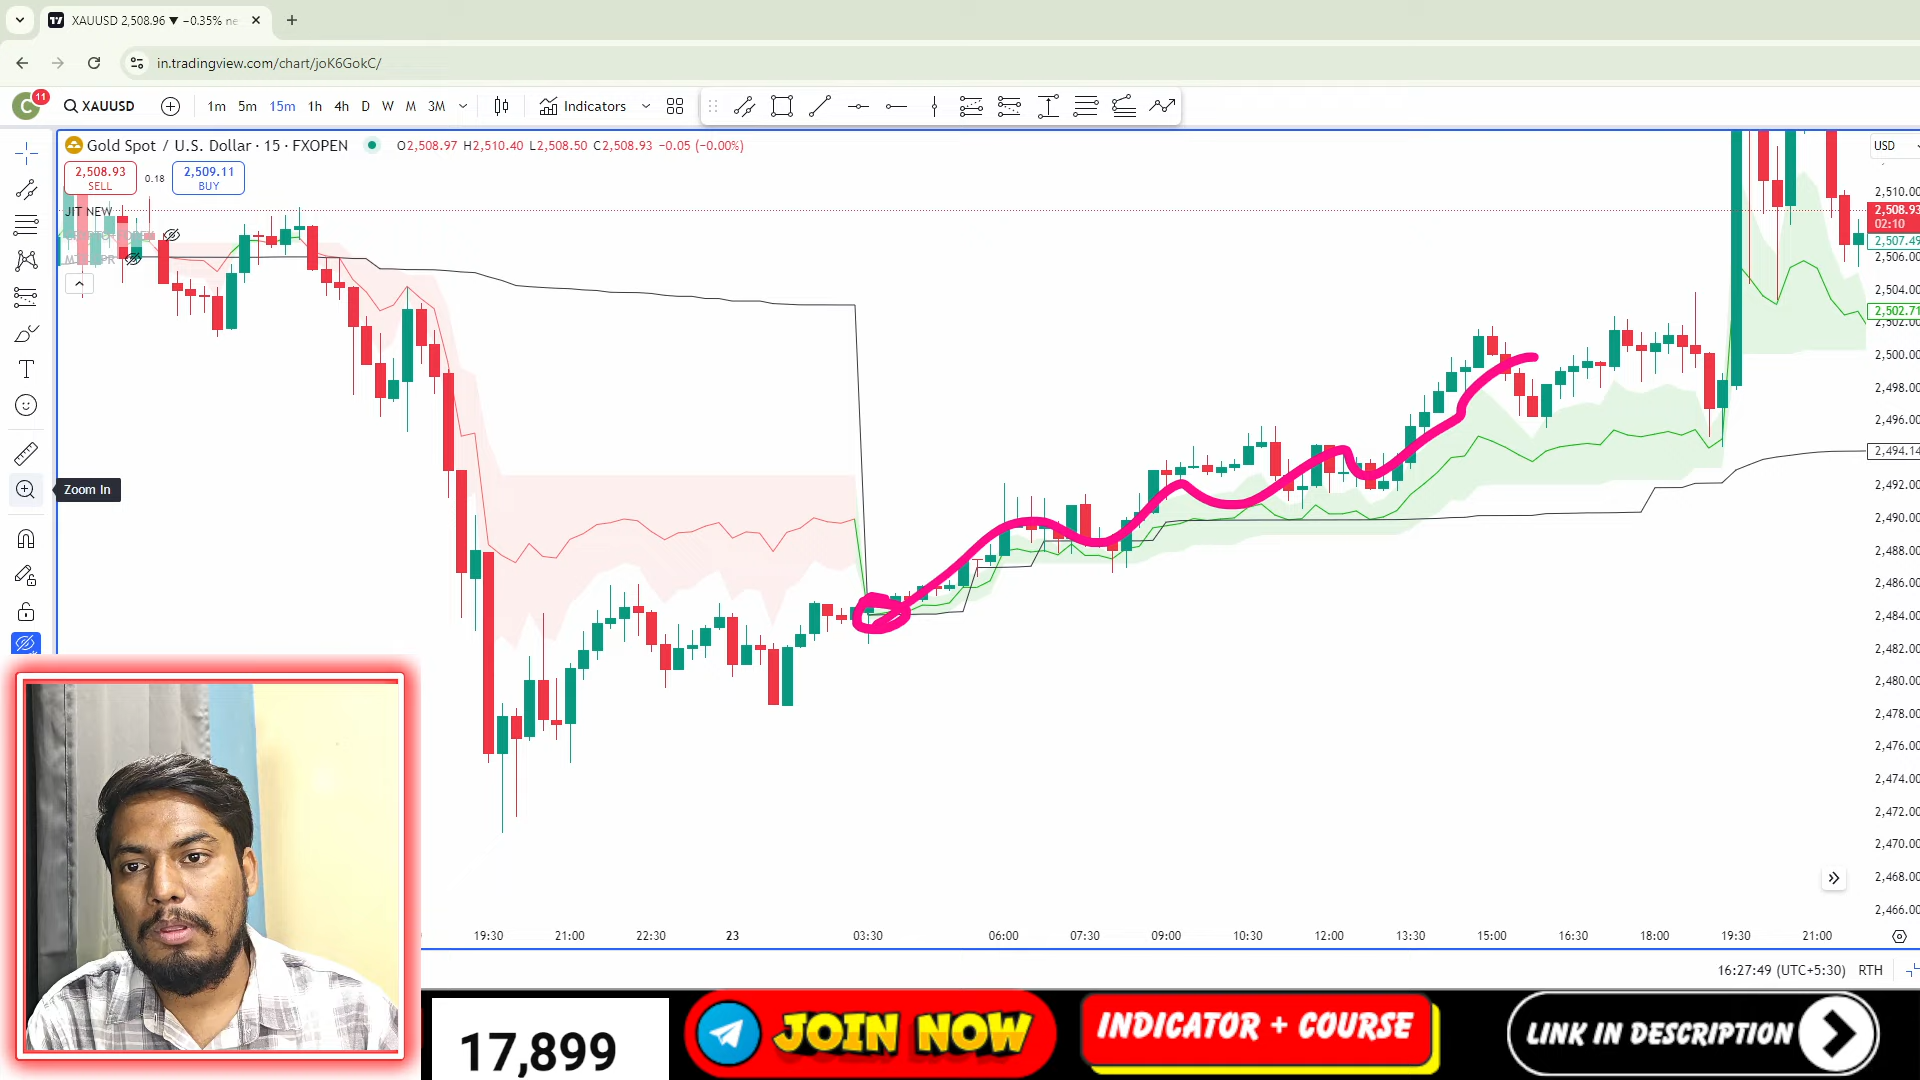 XAUUSD 2,508.96 ▼ −0.35%
in.tradingview.com/chart/joK6GokC/
C 11 XAUUSD 1m 5m 15m 1h 4h D W M 3M Indicators
Gold Spot / U.S. Dollar · 15 · FXOPEN O2,508.97 H2,510.40 L2,508.50 C2,508.93 −0.05 (−0.00%) USD
2,508.93 SELL 0.18 2,509.11 BUY
JIT NEW
2,510.00
2,508.93
02:10
2,507.49
2,506.00
2,504.00
2,502.71
2,502.00
2,500.00
2,498.00
2,496.00
2,494.14
2,492.00
2,490.00
2,488.00
2,486.00
2,484.00
2,482.00
2,480.00
2,478.00
2,476.00
2,474.00
2,472.00
2,470.00
2,468.00
2,466.00
Zoom In
19:30 21:00 22:30 23 03:30 06:00 07:30 09:00 10:30 12:00 13:30 15:00 16:30 18:00 19:30 21:00
16:27:49 (UTC+5:30) RTH
17,899
JOIN NOW
INDICATOR + COURSE
LINK IN DESCRIPTION